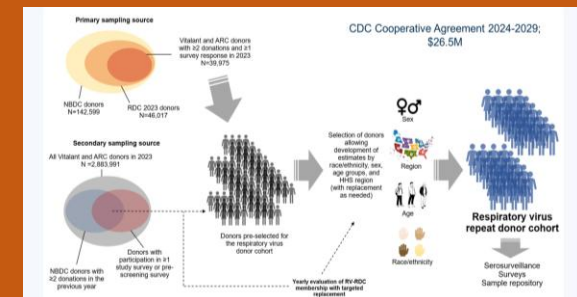 Primary sampling source
CDC Cooperative Agreement 2024-2029;
$26.5M
Vitalant and ARC donors
with ≥2 donations and ≥1
survey response in 2023
N=39,975
NBDC donors
N=142,599
RDC 2023 donors
N=46,017
Secondary sampling source
All Vitalant and ARC donors in 2023
N =2,883,991
NBDC donors with
≥2 donations in the
previous year
Donors with
participation in ≥1
study survey or pre-
screening survey
Donors pre-selected for
the respiratory virus
donor cohort
Selection of donors
allowing
development of
estimates by
race/ethnicity, sex,
age groups, and
HHS region
(with replacement
as needed)
Sex
Region
Age
Race/ethnicity
Yearly evaluation of RV-RDC
membership with targeted
replacement
Respiratory virus
repeat donor cohort
Serosurveillance
Surveys
Sample repository